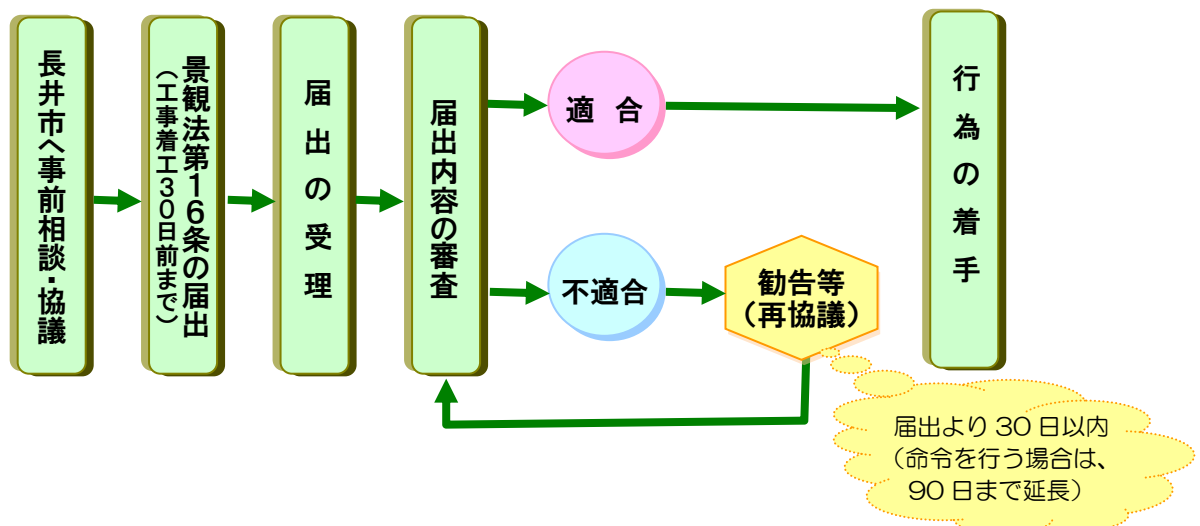 長井市へ事前相談・協議
景観法第16条の届出
（工事着工30日前まで）
届出の受理
届出内容の審査
適 合
不適合
勧告等
（再協議）
行為の着手
届出より 30 日以内
（命令を行う場合は、
90 日まで延長）